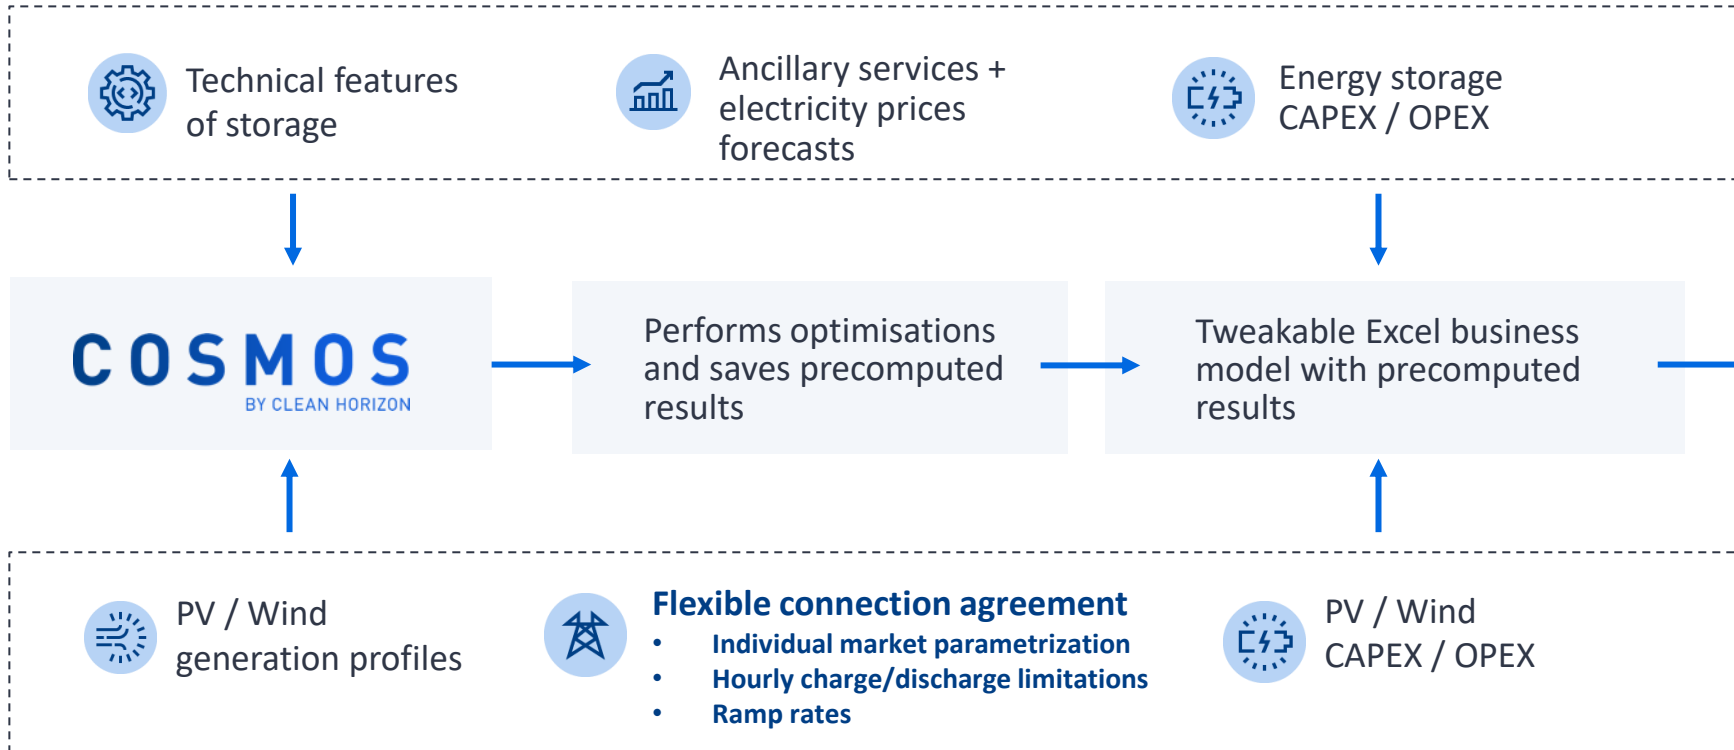 Technical features
of storage
Ancillary services +
electricity prices
forecasts
Energy storage
CAPEX / OPEX
COSMOS
BY CLEAN HORIZON
Performs optimisations
and saves precomputed
results
Tweakable Excel business
model with precomputed
results
PV / Wind
generation profiles
Flexible connection agreement
• Individual market parametrization
• Hourly charge/discharge limitations
• Ramp rates
PV / Wind
CAPEX / OPEX